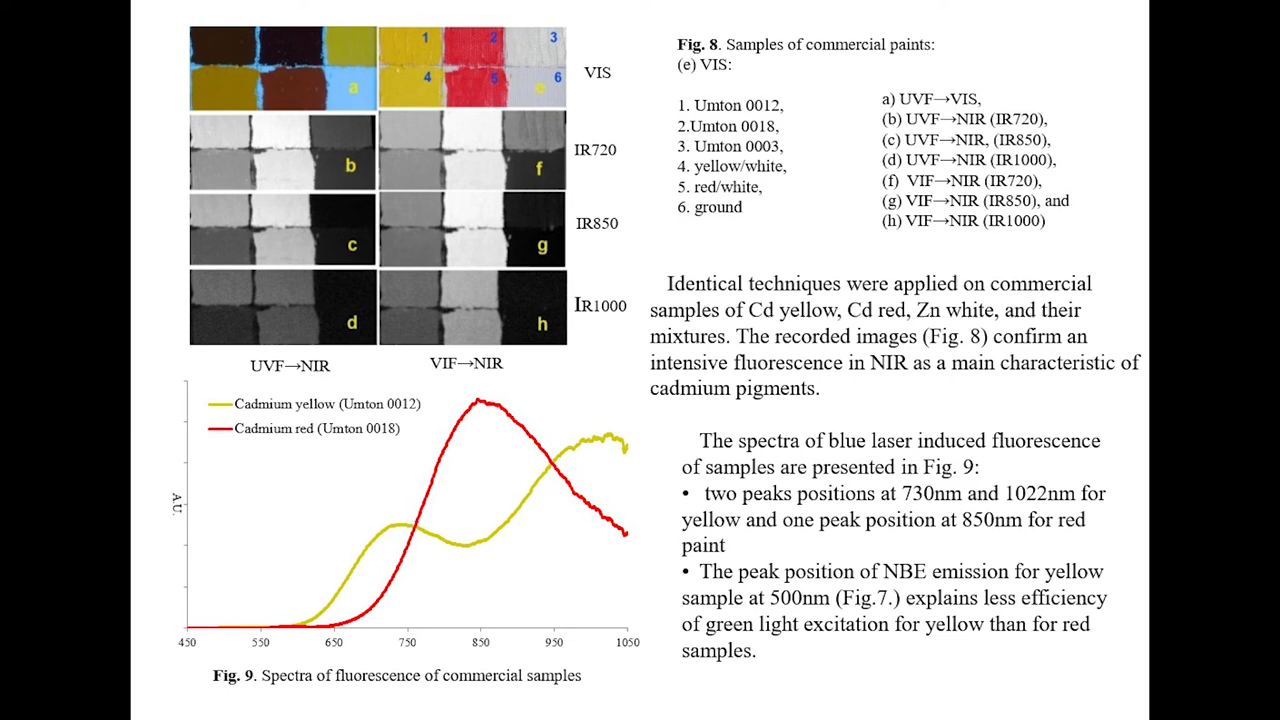 1
2
3
4
5
6
a
e
VIS
b
f
IR720
c
g
IR850
d
h
IR1000
UVF→NIR
VIF→NIR
Fig. 8. Samples of commercial paints:
(e) VIS:
1. Umton 0012,
2.Umton 0018,
3. Umton 0003,
4. yellow/white,
5. red/white,
6. ground
a) UVF→VIS,
(b) UVF→NIR (IR720),
(c) UVF→NIR, (IR850),
(d) UVF→NIR (IR1000),
(f) VIF→NIR (IR720),
(g) VIF→NIR (IR850), and
(h) VIF→NIR (IR1000)
Identical techniques were applied on commercial
samples of Cd yellow, Cd red, Zn white, and their
mixtures. The recorded images (Fig. 8) confirm an
intensive fluorescence in NIR as a main characteristic of
cadmium pigments.
Cadmium yellow (Umton 0012)
Cadmium red (Umton 0018)
A.U.
450 550 650 750 850 950 1050
Fig. 9. Spectra of fluorescence of commercial samples
The spectra of blue laser induced fluorescence
of samples are presented in Fig. 9:
• two peaks positions at 730nm and 1022nm for
yellow and one peak position at 850nm for red
paint
• The peak position of NBE emission for yellow
sample at 500nm (Fig.7.) explains less efficiency
of green light excitation for yellow than for red
samples.